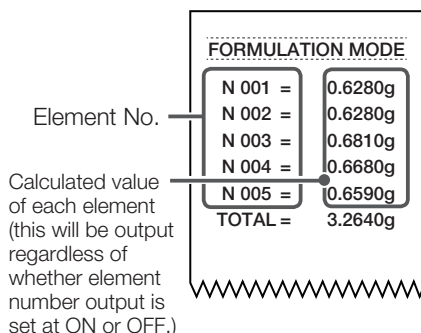 FORMULATION MODE
N 001 = 0.6280g
N 002 = 0.6280g
N 003 = 0.6810g
N 004 = 0.6680g
N 005 = 0.6590g
TOTAL = 3.2640g
Element No.
Calculated value
of each element
(this will be output
regardless of
whether element
number output is
set at ON or OFF.)